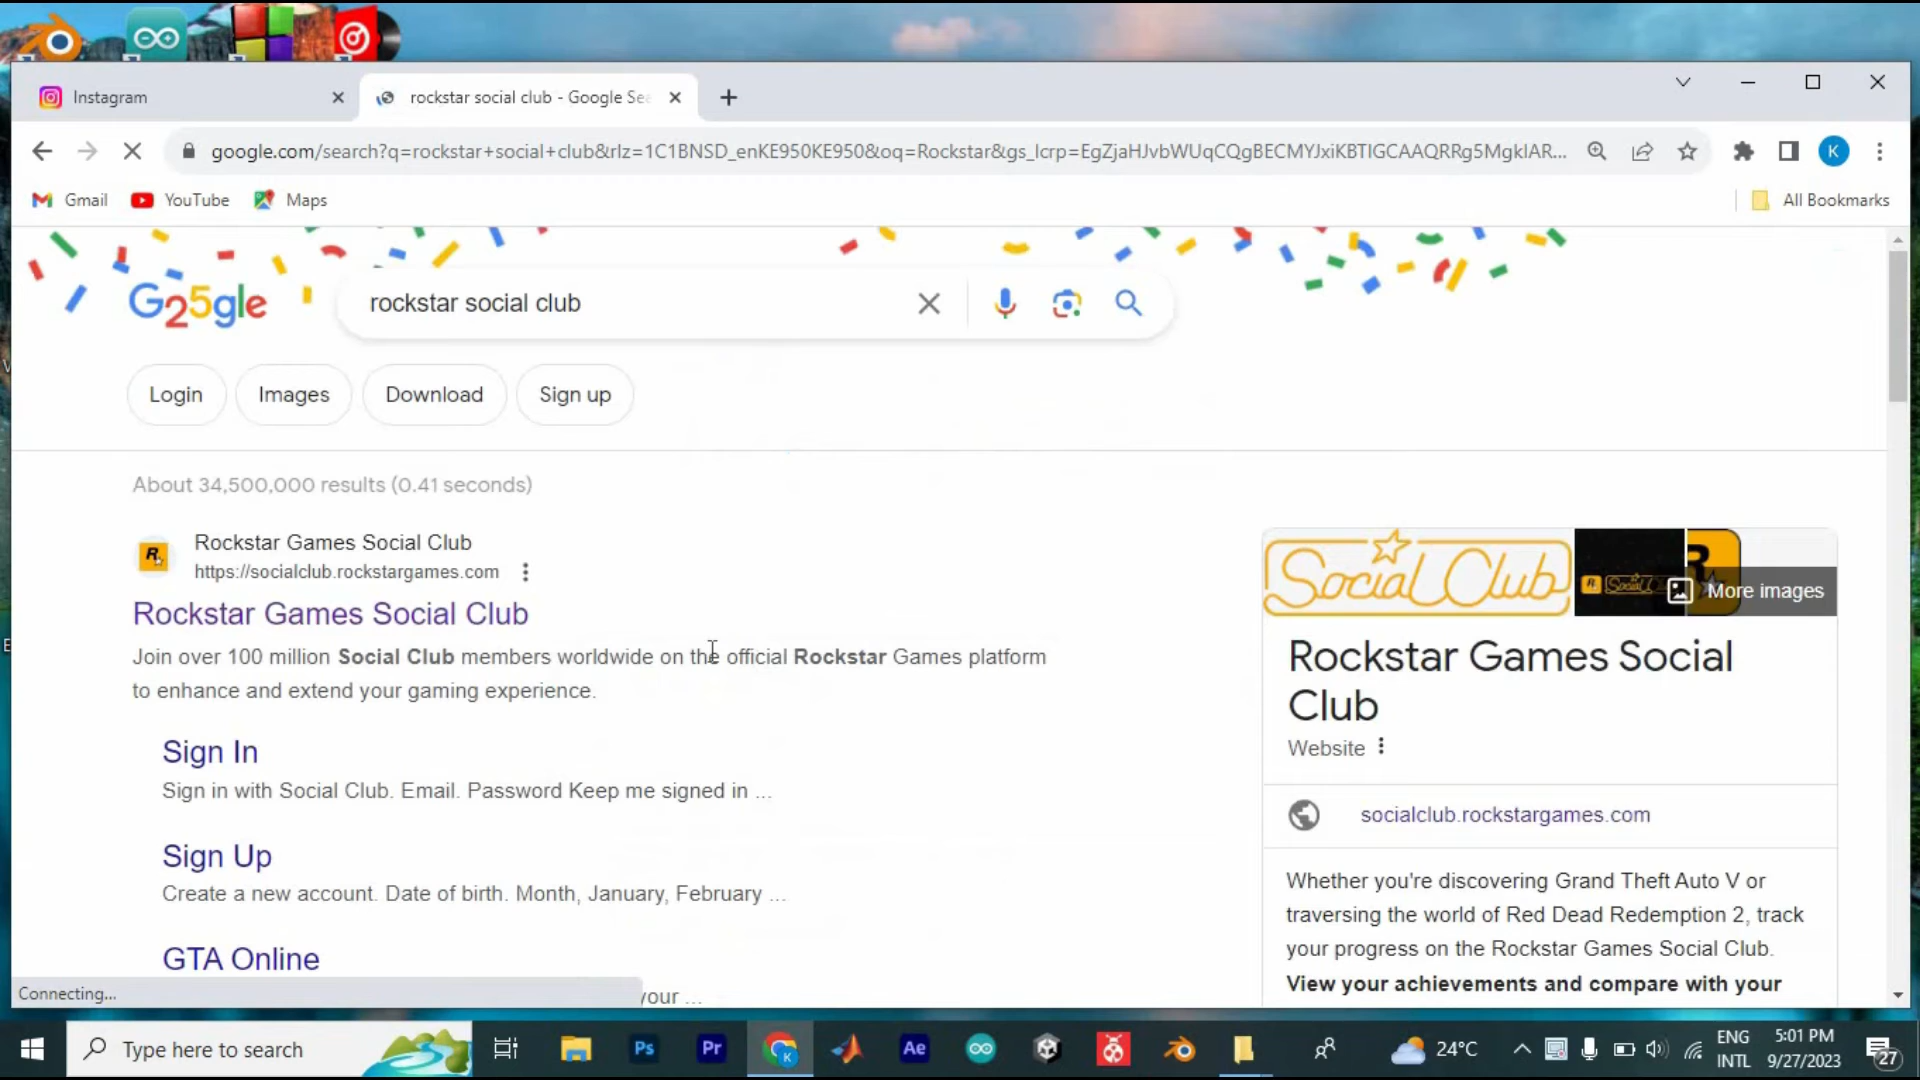 Instagram
rockstar social club - Google Sea
google.com/search?q=rockstar+social+club&rlz=1C1BNSD_enKE950KE950&oq=Rockstar&gs_lcrp=EgZjaHJvbWUqCQgBECMYJxiKBTIGCAAQRRg5MgkIAR...
K
Gmail
YouTube
Maps
All Bookmarks
G25gle
rockstar social club
Login
Images
Download
Sign up
About 34,500,000 results (0.41 seconds)
Rockstar Games Social Club
https://socialclub.rockstargames.com
Rockstar Games Social Club
Join over 100 million Social Club members worldwide on the official Rockstar Games platform
to enhance and extend your gaming experience.
Sign In
Sign in with Social Club. Email. Password Keep me signed in ...
Sign Up
Create a new account. Date of birth. Month, January, February ...
GTA Online
your ...
Connecting...
Social Club
More images
Rockstar Games Social
Club
Website
socialclub.rockstargames.com
Whether you're discovering Grand Theft Auto V or
traversing the world of Red Dead Redemption 2, track
your progress on the Rockstar Games Social Club.
View your achievements and compare with your
Type here to search
Ps
Pr
K
Ae
24°C
ENG
INTL
5:01 PM
9/27/2023
27